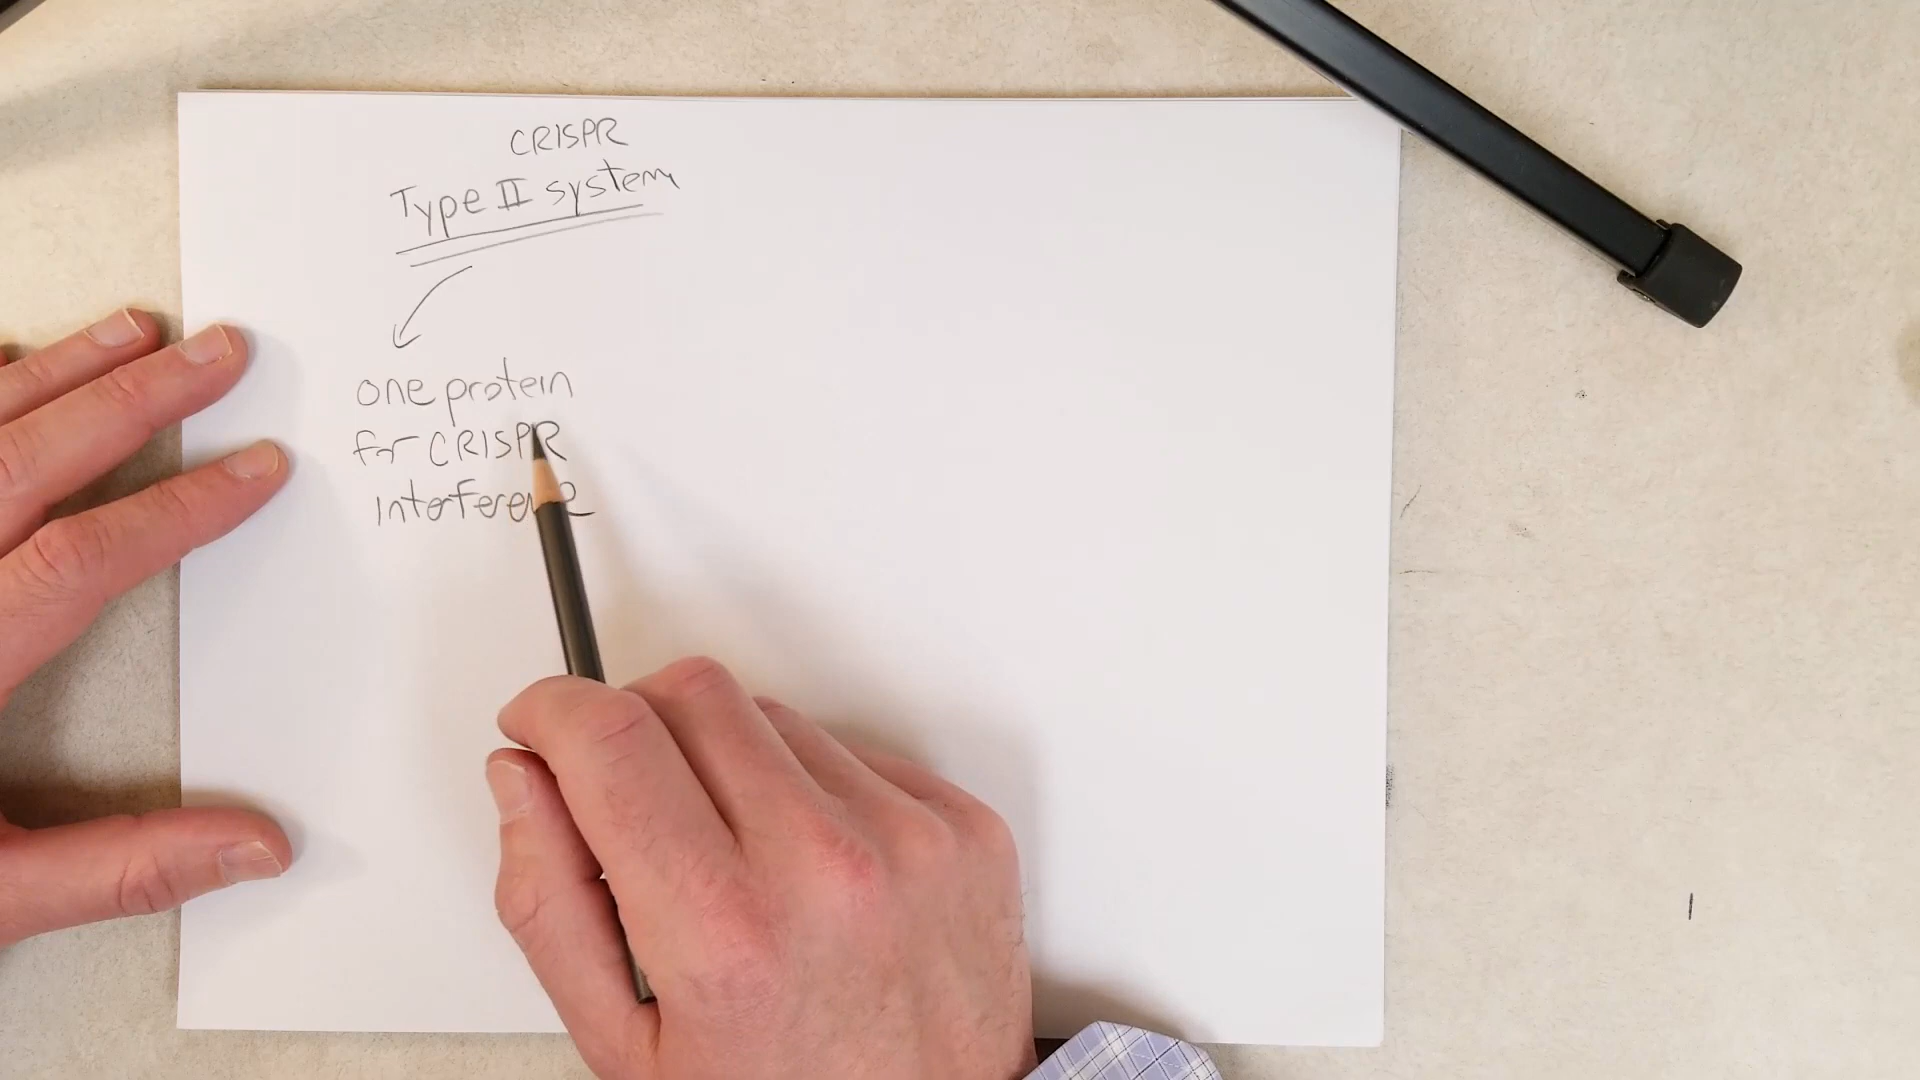 CRISPR
Type II system
one protein
for CRISPR
interference